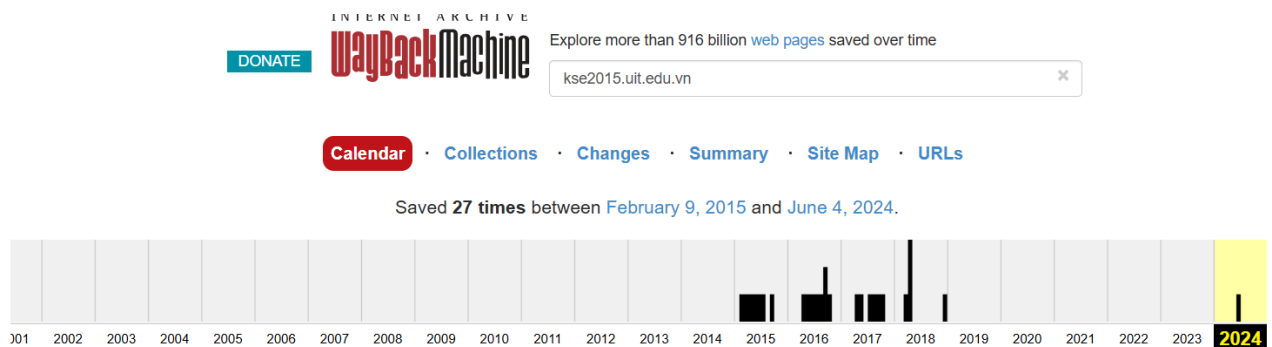 INTERNET ARCHIVE
DONATE
WayBackMachine
Explore more than 916 billion web pages saved over time
kse2015.uit.edu.vn ×
Calendar · Collections · Changes · Summary · Site Map · URLs
Saved 27 times between February 9, 2015 and June 4, 2024.
001 2002 2003 2004 2005 2006 2007 2008 2009 2010 2011 2012 2013 2014 2015 2016 2017 2018 2019 2020 2021 2022 2023 2024